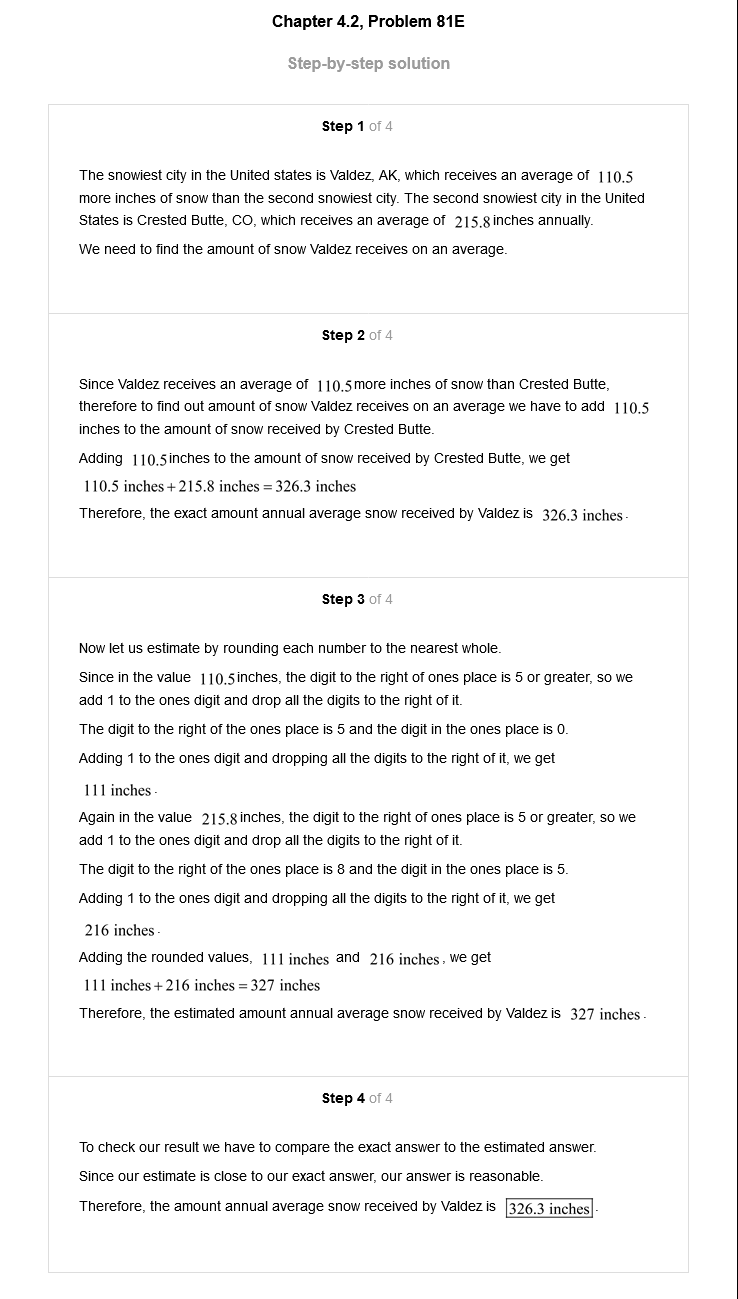 Chapter 4.2, Problem 81E
Step-by-step solution
Step 1 of 4
The snowiest city in the United states is Valdez, AK, which receives an average of 110.5
more inches of snow than the second snowiest city. The second snowiest city in the United
States is Crested Butte, CO, which receives an average of 215.8 inches annually.
We need to find the amount of snow Valdez receives on an average.
Step 2 of 4
Since Valdez receives an average of 110.5 more inches of snow than Crested Butte,
therefore to find out amount of snow Valdez receives on an average we have to add 110.5
inches to the amount of snow received by Crested Butte.
Adding 110.5 inches to the amount of snow received by Crested Butte, we get
110.5 inches + 215.8 inches = 326.3 inches
Therefore, the exact amount annual average snow received by Valdez is 326.3 inches.
Step 3 of 4
Now let us estimate by rounding each number to the nearest whole.
Since in the value 110.5 inches, the digit to the right of ones place is 5 or greater, so we
add 1 to the ones digit and drop all the digits to the right of it.
The digit to the right of the ones place is 5 and the digit in the ones place is 0.
Adding 1 to the ones digit and dropping all the digits to the right of it, we get
111 inches.
Again in the value 215.8 inches, the digit to the right of ones place is 5 or greater, so we
add 1 to the ones digit and drop all the digits to the right of it.
The digit to the right of the ones place is 8 and the digit in the ones place is 5.
Adding 1 to the ones digit and dropping all the digits to the right of it, we get
216 inches.
Adding the rounded values, 111 inches and 216 inches, we get
111 inches + 216 inches = 327 inches
Therefore, the estimated amount annual average snow received by Valdez is 327 inches.
Step 4 of 4
To check our result we have to compare the exact answer to the estimated answer.
Since our estimate is close to our exact answer, our answer is reasonable.
Therefore, the amount annual average snow received by Valdez is 326.3 inches.